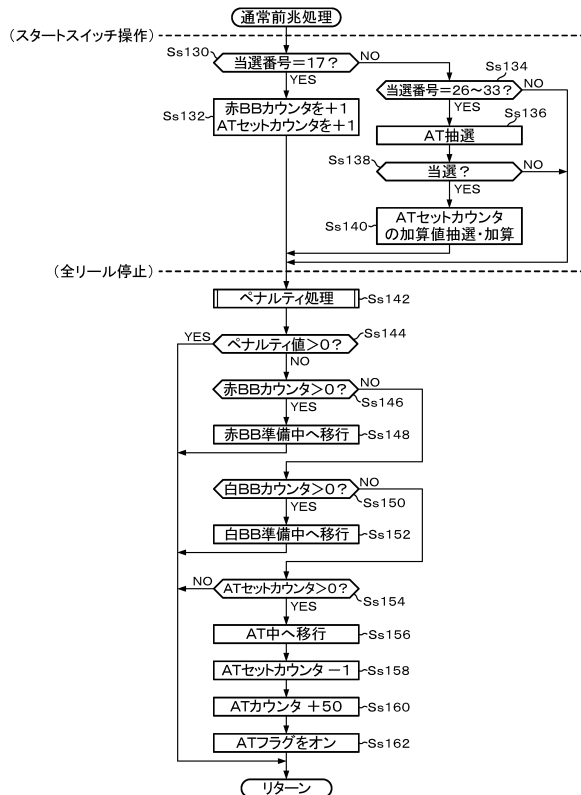 通常前兆処理
(スタートスイッチ操作)
Ss130
当選番号＝17？
NO
YES
Ss134
当選番号=26〜33？
NO
YES
Ss132
赤BBカウンタを＋1
ATセットカウンタを＋1
Ss136
AT抽選
Ss138
当選？
NO
YES
Ss140
ATセットカウンタ
の加算値抽選・加算
(全リール停止)
ペナルティ処理
Ss142
Ss144
YES
ペナルティ値＞0？
NO
赤BBカウンタ＞0？
NO
Ss146
YES
赤BB準備中へ移行
Ss148
白BBカウンタ＞0？
NO
Ss150
YES
白BB準備中へ移行
Ss152
NO
ATセットカウンタ＞0？
Ss154
YES
AT中へ移行
Ss156
ATセットカウンタ －1
Ss158
ATカウンタ ＋50
Ss160
ATフラグをオン
Ss162
リターン